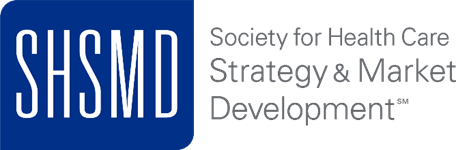 SHSMD
Society for Health Care
Strategy & Market
Development℠